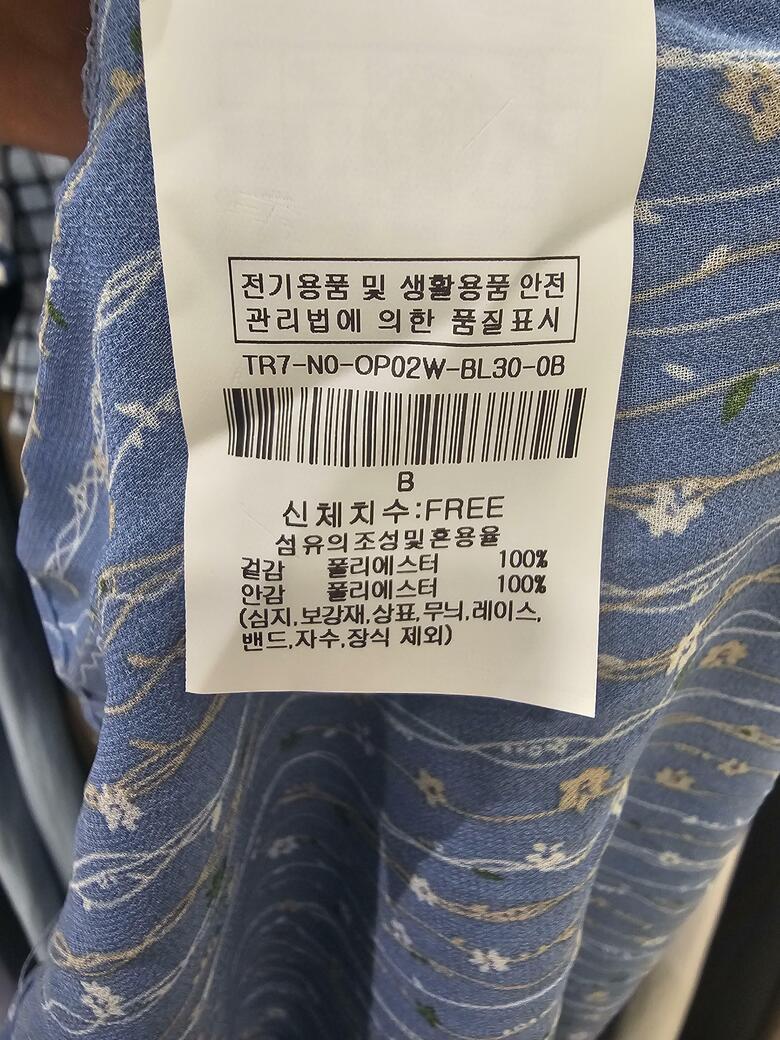 전기용품 및 생활용품 안전
관리법에 의한 품질표시
TR7-N0-OP02W-BL30-0B
B
신체치수:FREE
섬유의조성및혼용율
겉감 폴리에스터 100%
안감 폴리에스터 100%
(심지,보강재,상표,무늬,레이스,
밴드,자수,장식 제외)